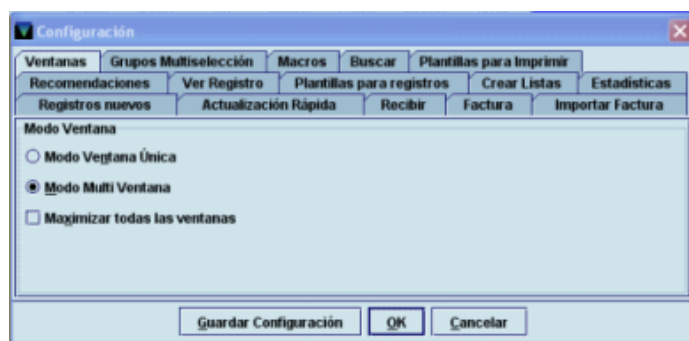 Configuración
Ventanas Grupos Multiselección Macros Buscar Plantillas para Imprimir
Recomendaciones Ver Registro Plantillas para registros Crear Listas Estadísticas
Registros nuevos Actualización Rápida Recibir Factura Importar Factura
Modo Ventana
Modo Ventana Única
Modo Multi Ventana
Maximizar todas las ventanas
Guardar Configuración OK Cancelar